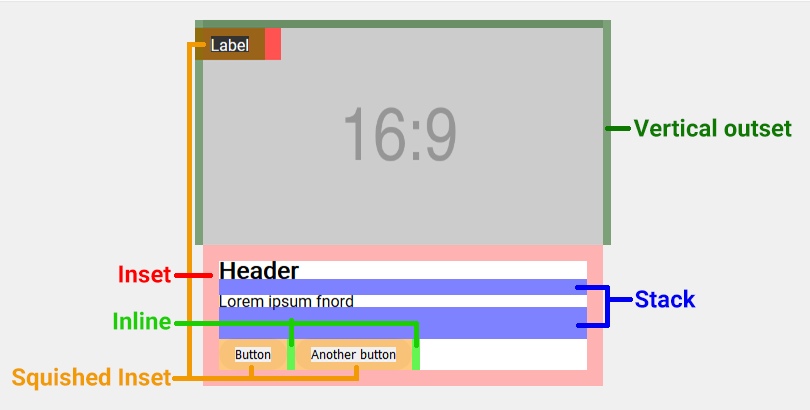 Label
16:9
Vertical outset
Inset
Header
Stack
Lorem ipsum fnord
Inline
Button
Another button
Squished Inset